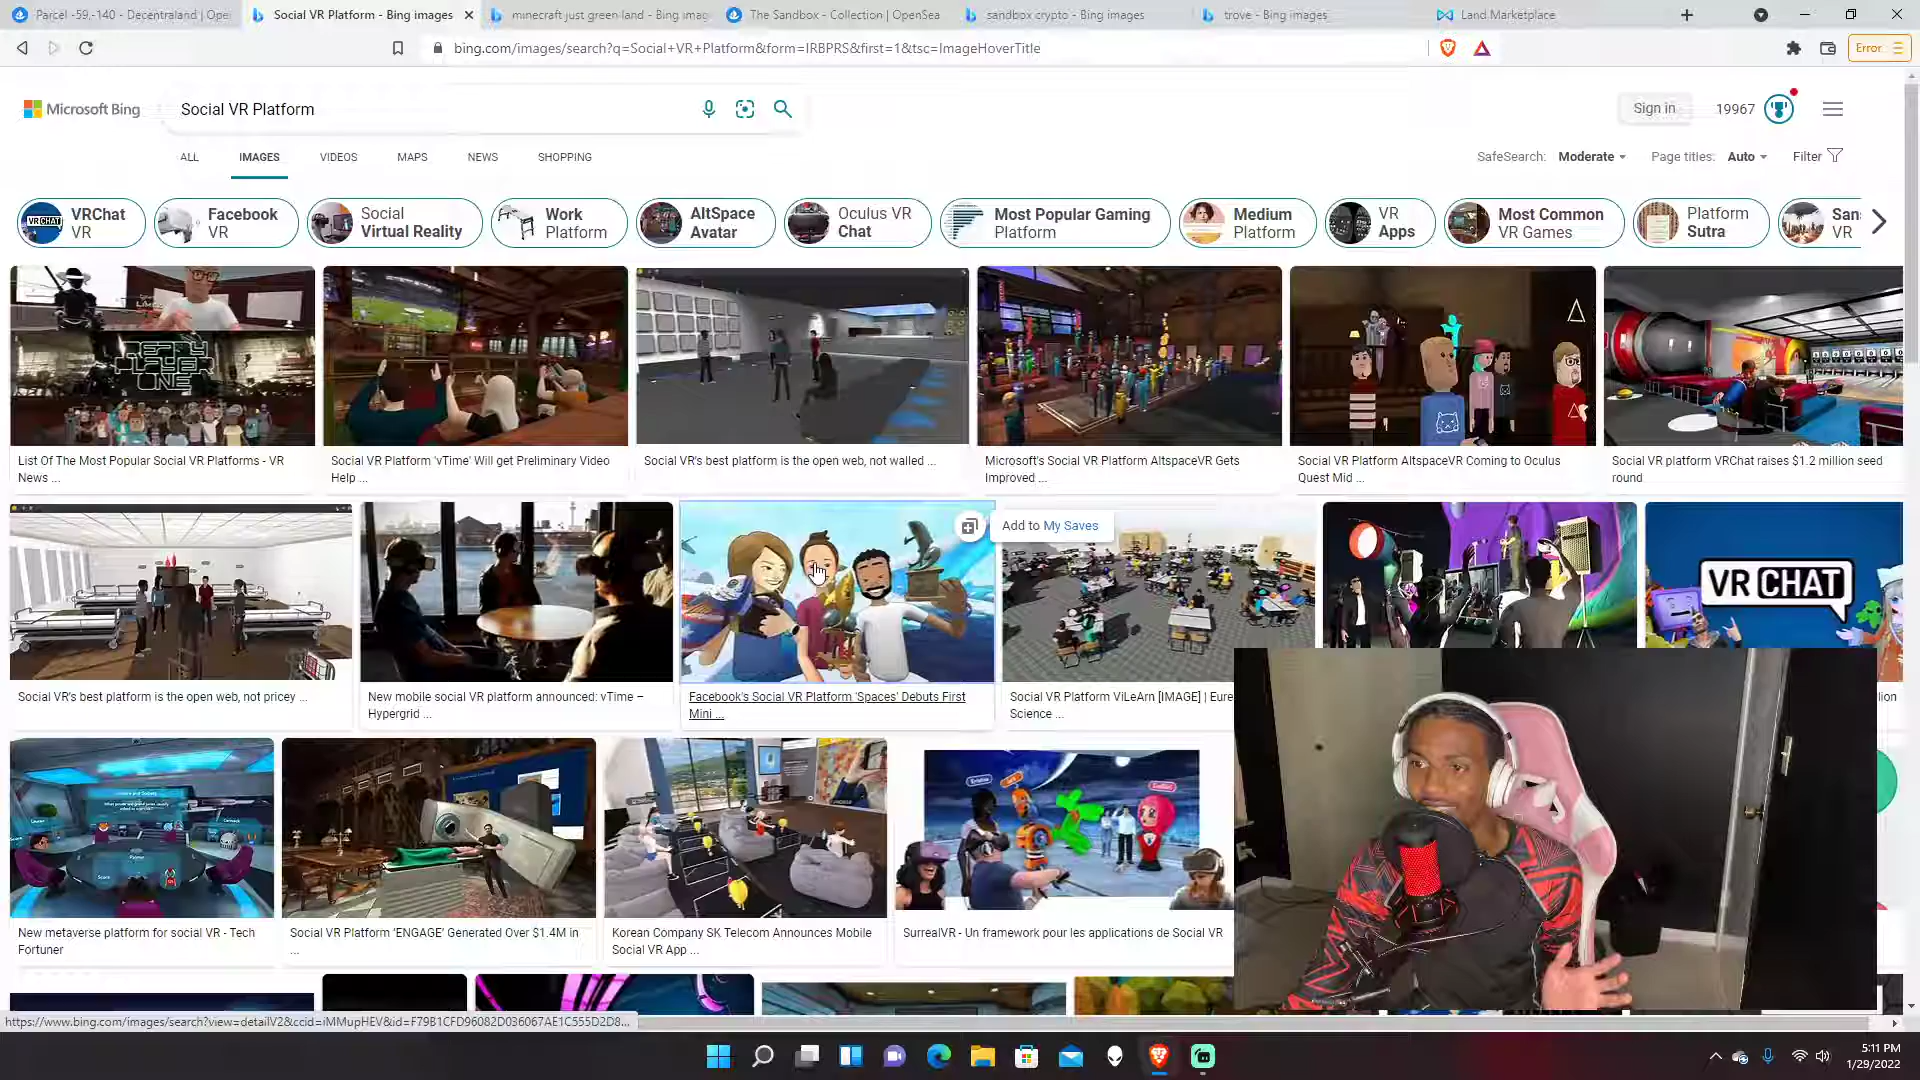 Parcel -59,-140 - Decentraland | Ope
Social VR Platform - Bing images
minecraft just green land - Bing imag
The Sandbox - Collection | OpenSea
sandbox crypto - Bing images
trove - Bing images
Land Marketplace
bing.com/images/search?q=Social+VR+Platform&form=IRBPRS&first=1&tsc=ImageHoverTitle
Error
Microsoft Bing
Social VR Platform
Sign in
19967
ALL
IMAGES
VIDEOS
MAPS
NEWS
SHOPPING
SafeSearch: Moderate
Page titles: Auto
Filter
VRCHAT
VRChat
VR
Facebook
VR
Social
Virtual Reality
Work
Platform
AltSpace
Avatar
Oculus VR
Chat
Most Popular Gaming
Platform
Medium
Platform
VR
Apps
Most Common
VR Games
Platform
Sutra
San
VR
List Of The Most Popular Social VR Platforms - VR
News ...
Social VR Platform 'vTime' Will get Preliminary Video
Help ...
Social VR's best platform is the open web, not walled ...
Microsoft's Social VR Platform AltspaceVR Gets
Improved ...
Social VR Platform AltspaceVR Coming to Oculus
Quest Mid ...
Social VR platform VRChat raises $1.2 million seed
round
Add to My Saves
VRCHAT
Social VR's best platform is the open web, not pricey ...
New mobile social VR platform announced: vTime –
Hypergrid ...
Facebook's Social VR Platform 'Spaces' Debuts First
Mini ...
Social VR Platform ViLeArn [IMAGE] | Eure
Science ...
lion
New metaverse platform for social VR - Tech
Fortuner
Social VR Platform 'ENGAGE' Generated Over $1.4M in
...
Korean Company SK Telecom Announces Mobile
Social VR App ...
SurrealVR - Un framework pour les applications de Social VR
https://www.bing.com/images/search?view=detailV2&ccid=iMMupHEV&id=F79B1CFD96082D036067AE1C555D2D8...
5:11 PM
1/29/2022